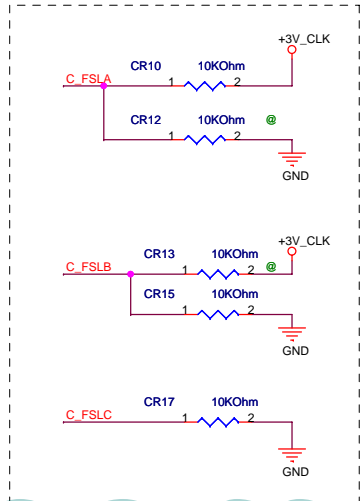 +3V_CLK
CR10 10KOhm
C_FSLA 1 2
CR12 10KOhm @
1 2
GND
+3V_CLK
CR13 10KOhm
C_FSLB 1 2 @
CR15 10KOhm
1 2
GND
CR17 10KOhm
C_FSLC 1 2
GND